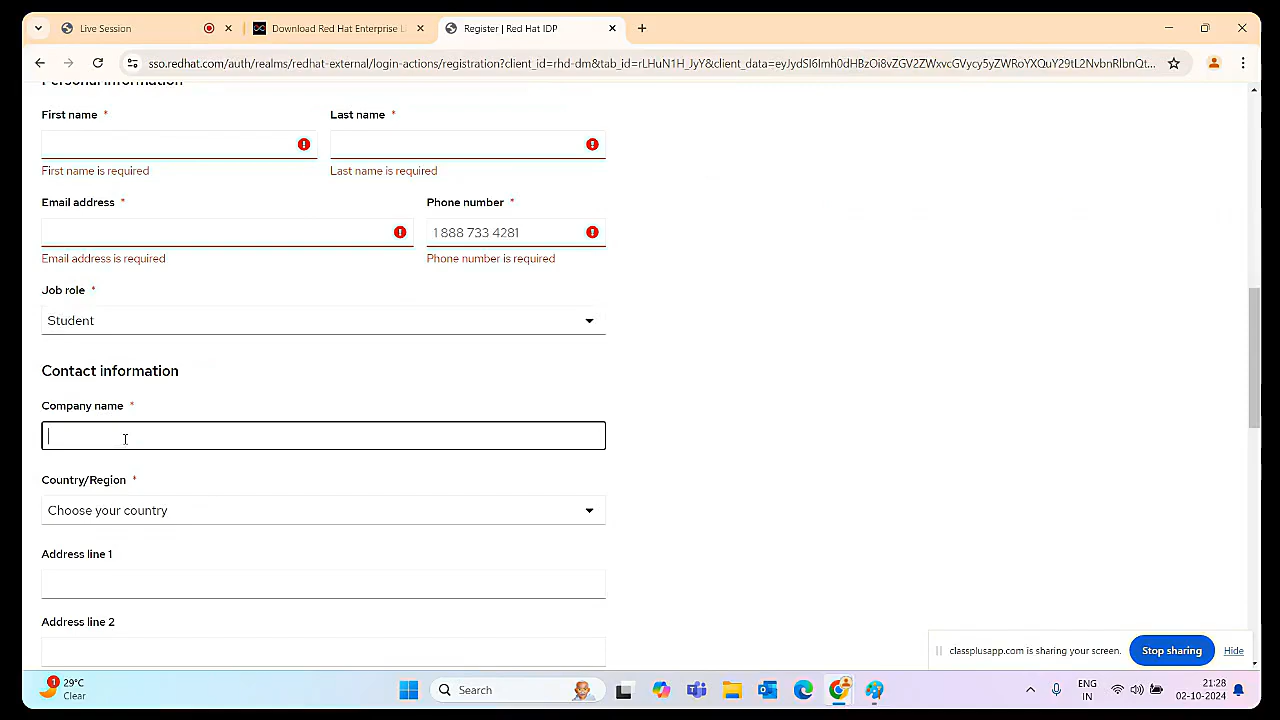 Live Session
Download Red Hat Enterprise L
Register | Red Hat IDP
sso.redhat.com/auth/realms/redhat-external/login-actions/registration?client_id=rhd-dm&tab_id=rLHuN1H_JyY&client_data=eyJydSI6Imh0dHBzOi8vZGV2ZWxvcGVycy5yZWRoYXQuY29tL2NvbnRlbnQt...
Personal information
First name *
Last name *
First name is required
Last name is required
Email address *
Phone number *
1 888 733 4281
Email address is required
Phone number is required
Job role *
Student
Contact information
Company name *
Country/Region *
Choose your country
Address line 1
Address line 2
classplusapp.com is sharing your screen.
Stop sharing
Hide
1
29°C
Clear
Search
ENG
IN
21:28
02-10-2024